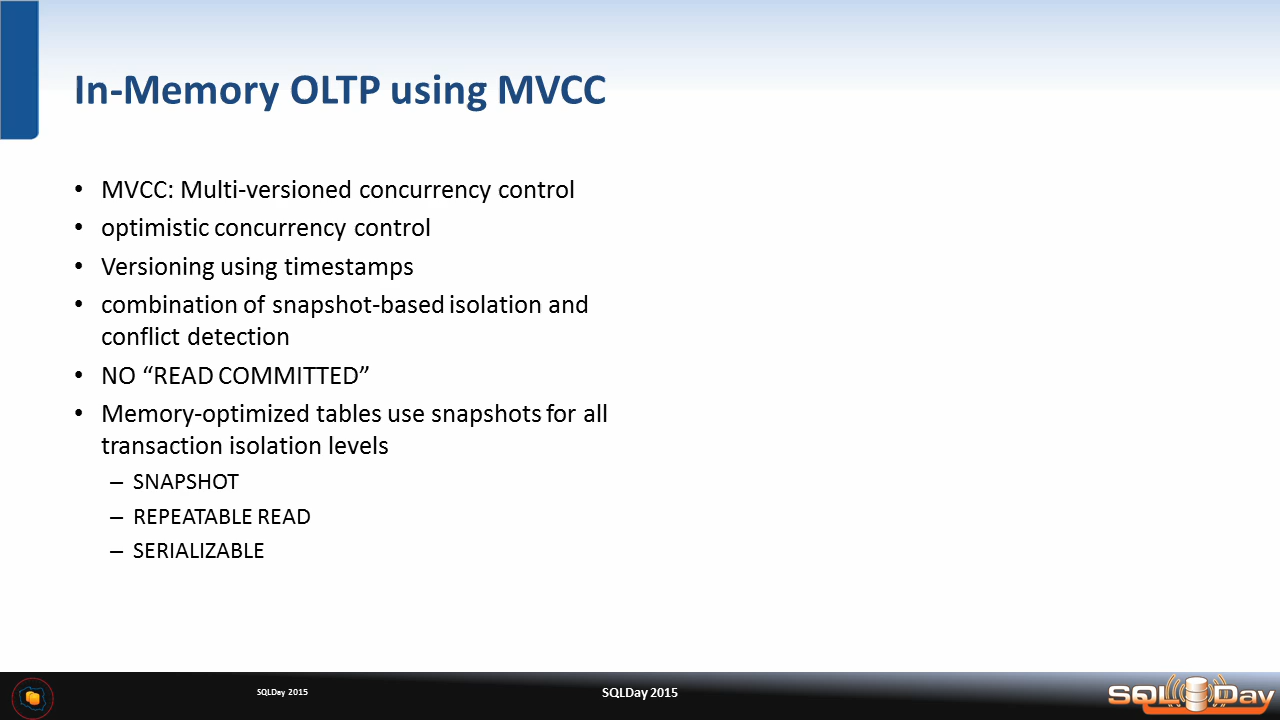 In-Memory OLTP using MVCC
• MVCC: Multi-versioned concurrency control
• optimistic concurrency control
• Versioning using timestamps
• combination of snapshot-based isolation and
conflict detection
• NO “READ COMMITTED”
• Memory-optimized tables use snapshots for all
transaction isolation levels
– SNAPSHOT
– REPEATABLE READ
– SERIALIZABLE
SQLDay 2015
SQLDay 2015
SQLDay